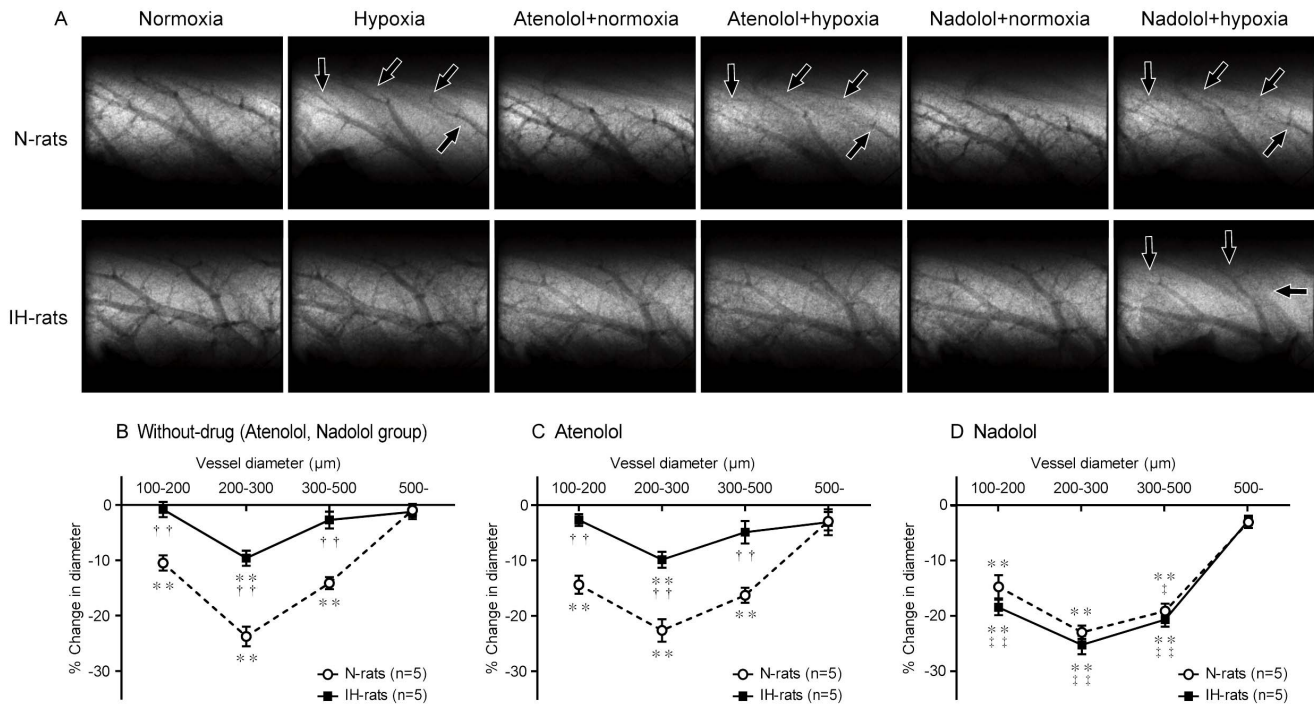 A
Normoxia Hypoxia Atenolol+normoxia Atenolol+hypoxia Nadolol+normoxia Nadolol+hypoxia
N-rats
IH-rats
B Without-drug (Atenolol, Nadolol group)
Vessel diameter (µm)
100-200 200-300 300-500 500-
% Change in diameter
0
-10
-20
-30
††
**
**
††
**
††
**
N-rats (n=5)
IH-rats (n=5)
C Atenolol
Vessel diameter (µm)
100-200 200-300 300-500 500-
% Change in diameter
0
-10
-20
-30
††
**
**
††
**
††
**
N-rats (n=5)
IH-rats (n=5)
D Nadolol
Vessel diameter (µm)
100-200 200-300 300-500 500-
% Change in diameter
0
-10
-20
-30
**
**
‡‡
**
**
‡‡
**
‡
**
‡‡
N-rats (n=5)
IH-rats (n=5)